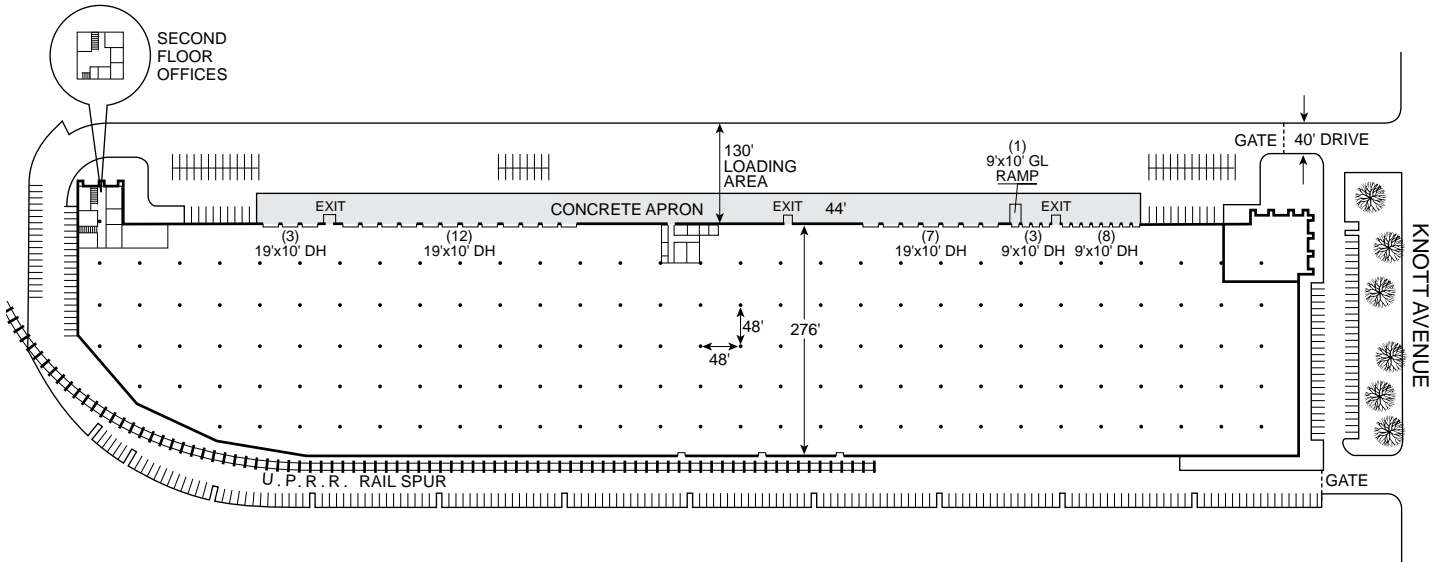 SECOND
FLOOR
OFFICES
130'
LOADING
AREA
(1)
9'x10' GL
RAMP
GATE
40' DRIVE
EXIT
CONCRETE APRON
EXIT
44'
EXIT
(3)
19'x10' DH
(12)
19'x10' DH
(7)
19'x10' DH
(3)
9'x10' DH
(8)
9'x10' DH
KNOTT AVENUE
48'
48'
276'
U.P.R.R. RAIL SPUR
GATE